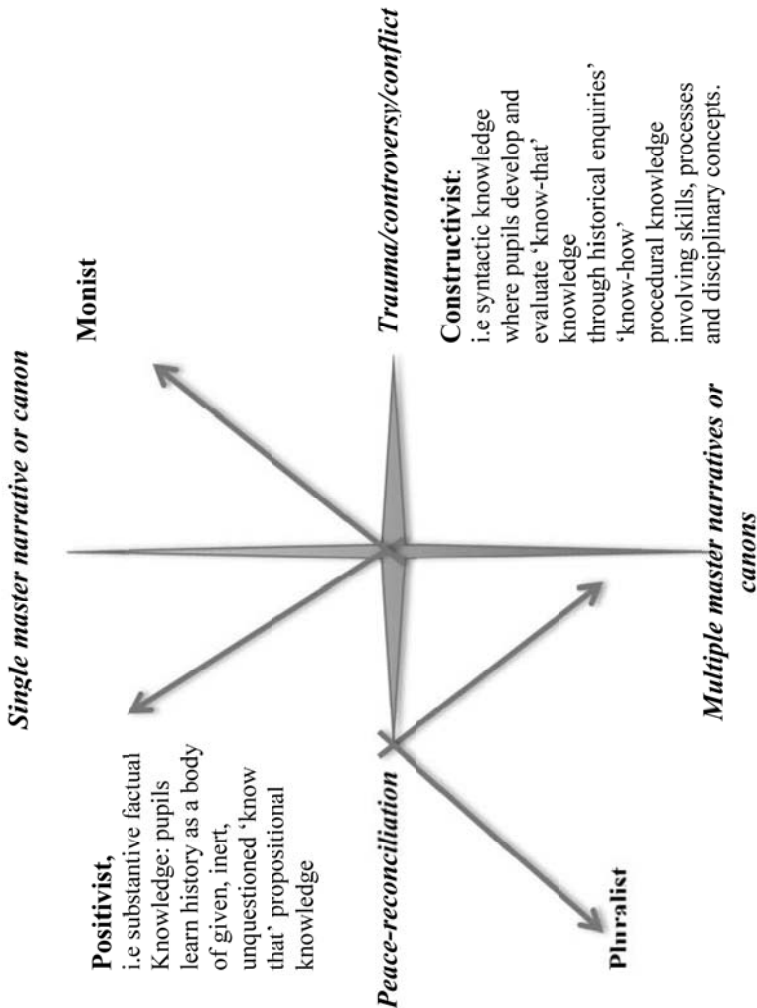 Single master narrative or canon
Positivist,
i.e substantive factual
Knowledge: pupils
learn history as a body
of given, inert,
unquestioned ‘know
that’ propositional
knowledge
Monist
Peace-reconciliation
Trauma/controversy/conflict
Pluralist
Constructivist:
i.e syntactic knowledge
where pupils develop and
evaluate ‘know-that’
knowledge
through historical enquiries’
‘know-how’
procedural knowledge
involving skills, processes
and disciplinary concepts.
Multiple master narratives or
canons